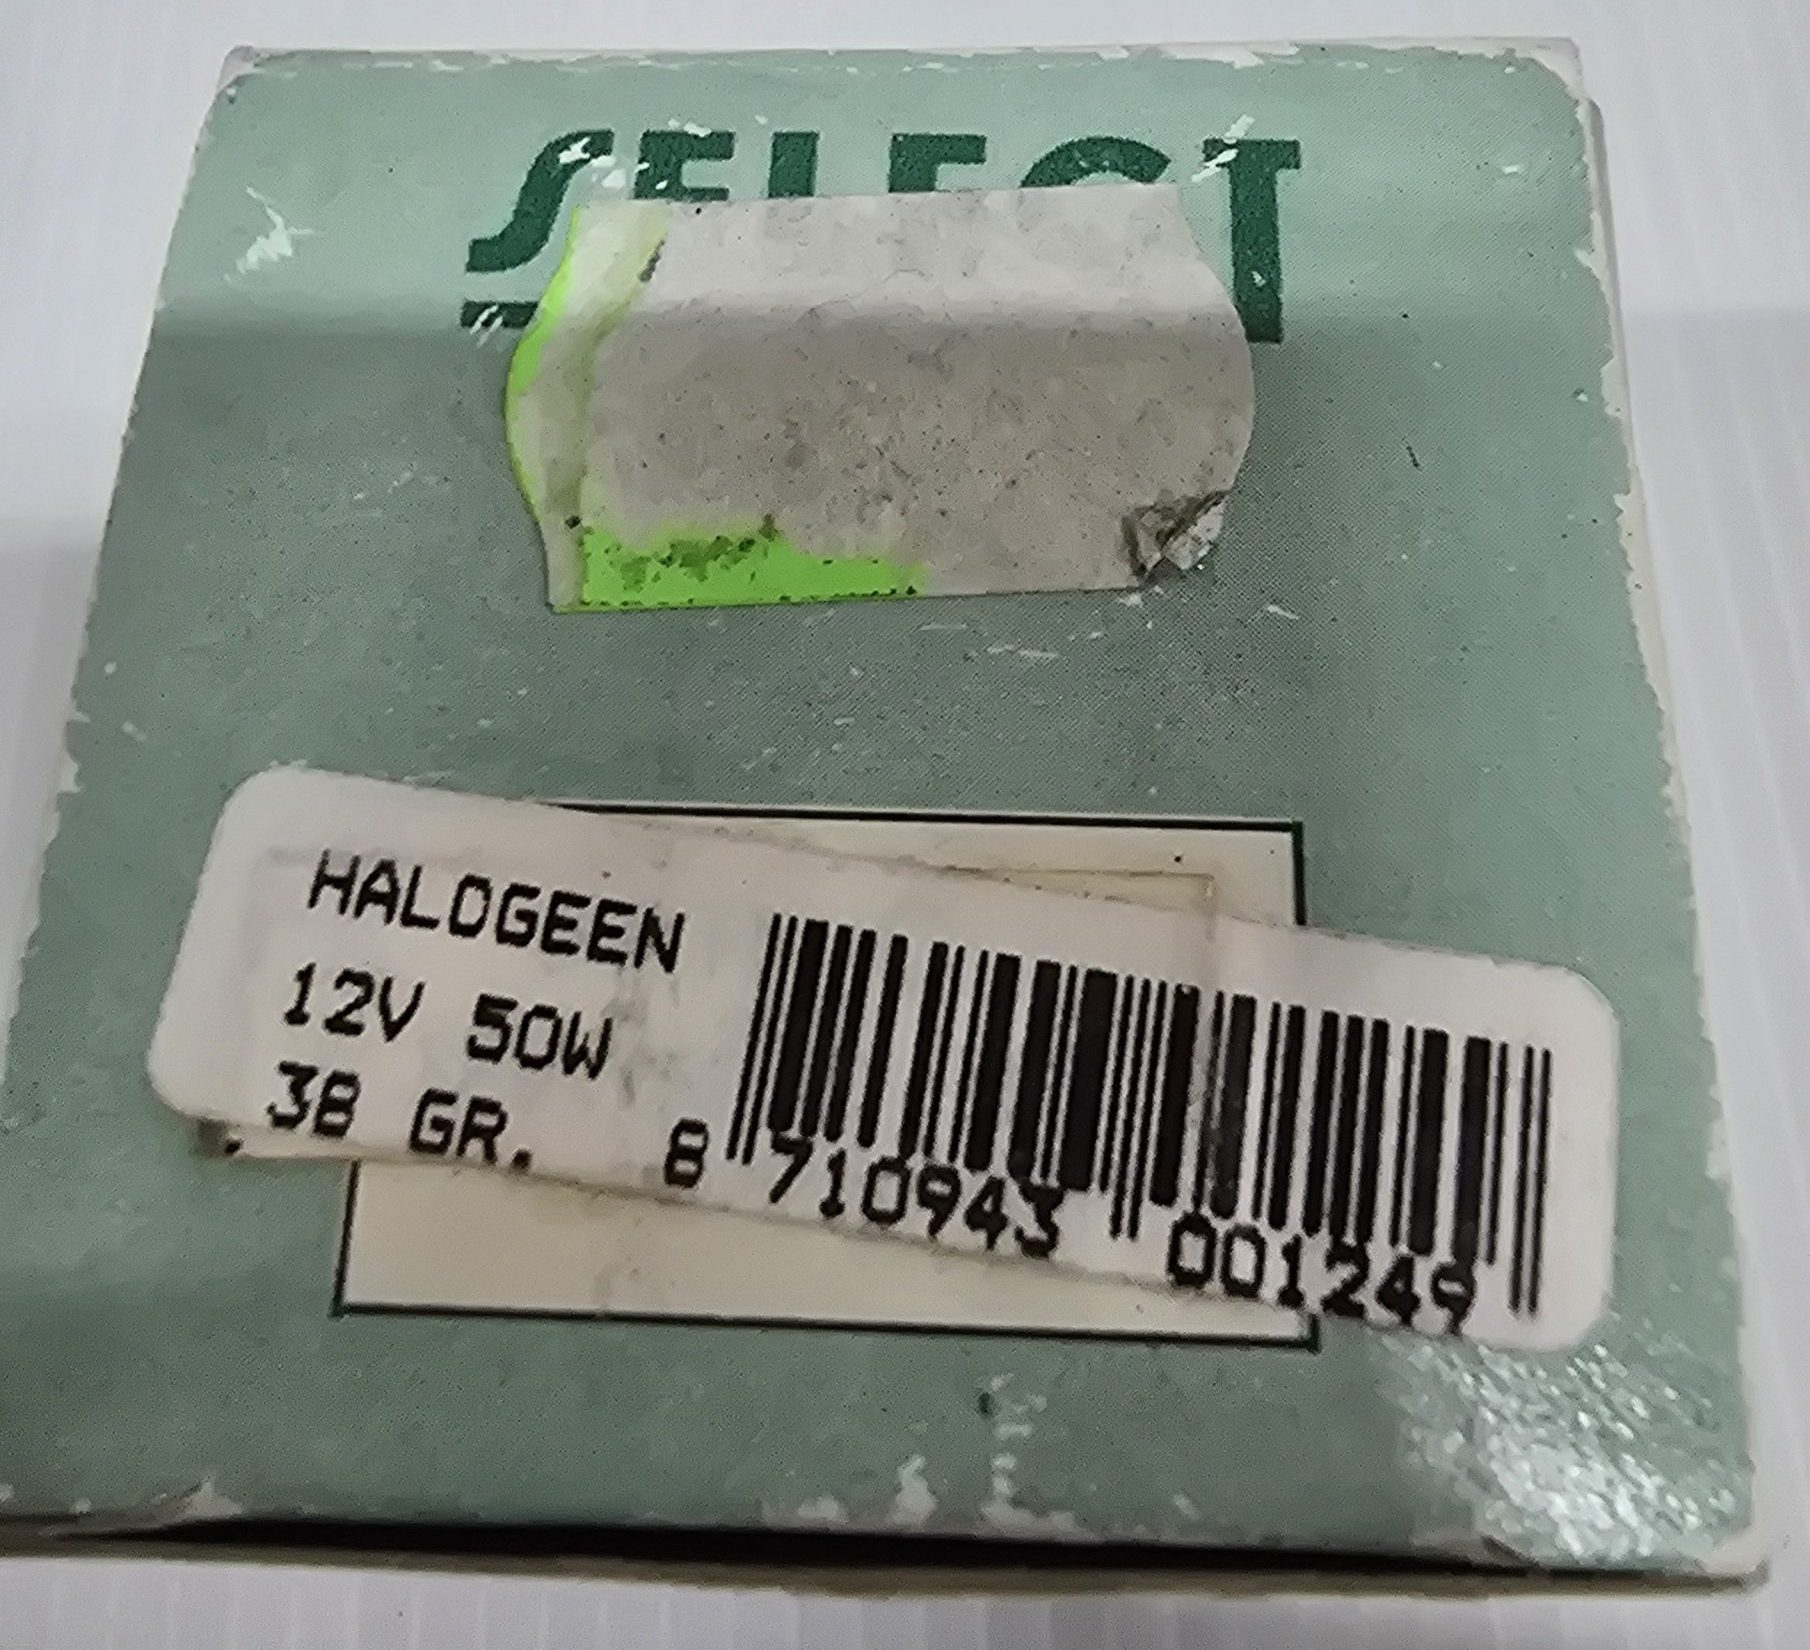 SELECT
HALOGEEN
12V 50W
.38 GR.
8 710943 001249